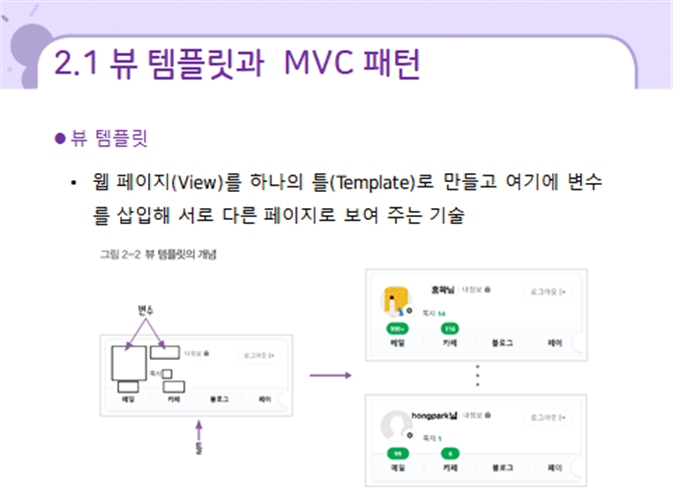 2.1 뷰 템플릿과 MVC 패턴
뷰 템플릿
웹 페이지(View)를 하나의 틀(Template)로 만들고 여기에 변수
를 삽입해 서로 다른 페이지로 보여 주는 기술
그림 2-2 뷰 템플릿의 개념
변수
내정보
로그아웃
쪽지
메일 카페 블로그 페이
틀
홍팍님 내정보
로그아웃
쪽지 14
999+ 116
메일 카페 블로그 페이
hongpark님 내정보
로그아웃
쪽지 1
99 6
메일 카페 블로그 페이